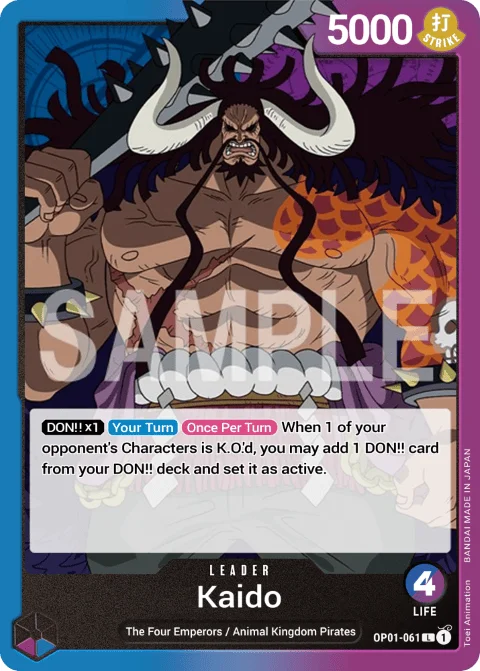 5000
打
STRIKE
SAMPLE
DON!!×1 Your Turn Once Per Turn When 1 of your
opponent's Characters is K.O.'d, you may add 1 DON!! card
from your DON!! deck and set it as active.
LEADER
Kaido
4
LIFE
The Four Emperors / Animal Kingdom Pirates
OP01-061 L 1
Toei Animation BANDAI MADE IN JAPAN